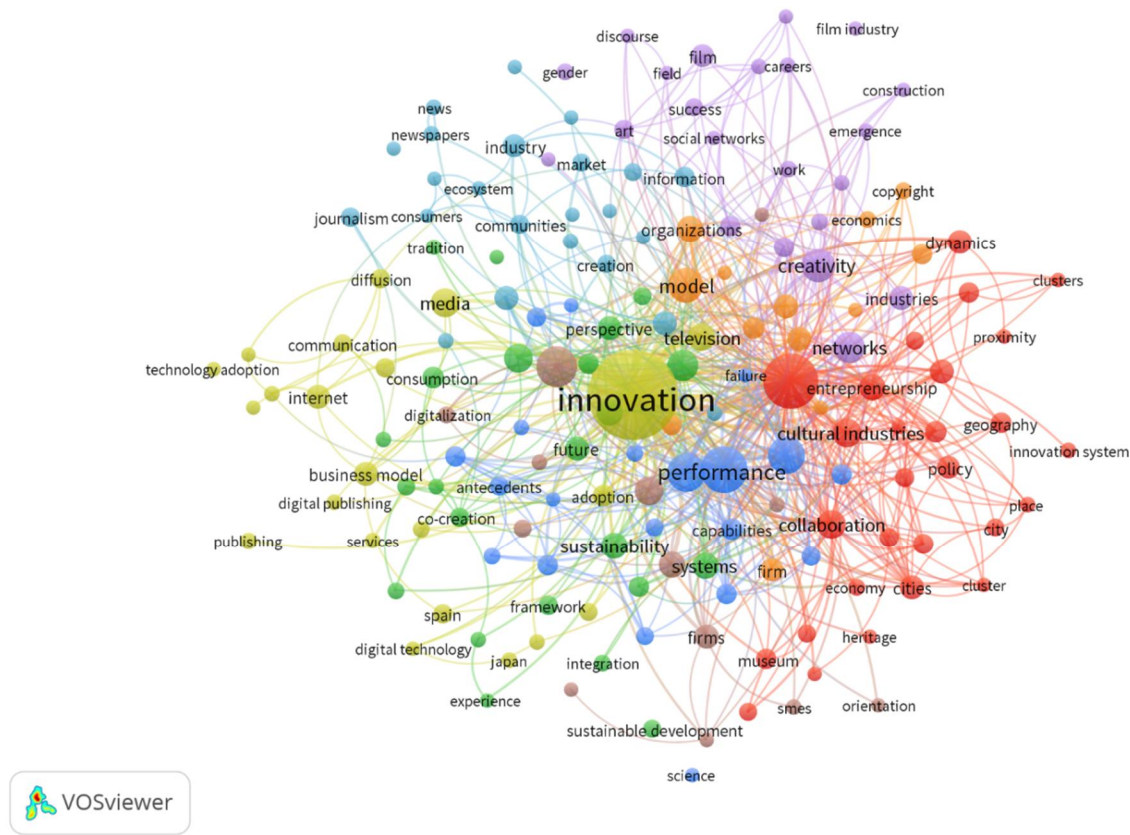 film industry
discourse
film
gender
field
careers
construction
news
success
newspapers
art
social networks
emergence
industry
market
information
work
ecosystem
copyright
journalism
consumers
communities
organizations
economics
tradition
dynamics
creation
creativity
diffusion
model
clusters
media
industries
perspective
television
proximity
communication
networks
technology adoption
consumption
failure
entrepreneurship
internet
innovation
digitalization
geography
cultural industries
future
innovation system
business model
performance
policy
antecedents
digital publishing
adoption
place
co-creation
collaboration
capabilities
city
publishing
services
sustainability
systems
firm
economy
cities
cluster
spain
framework
firms
heritage
digital technology
japan
integration
museum
experience
smes
orientation
sustainable development
science
VOSviewer